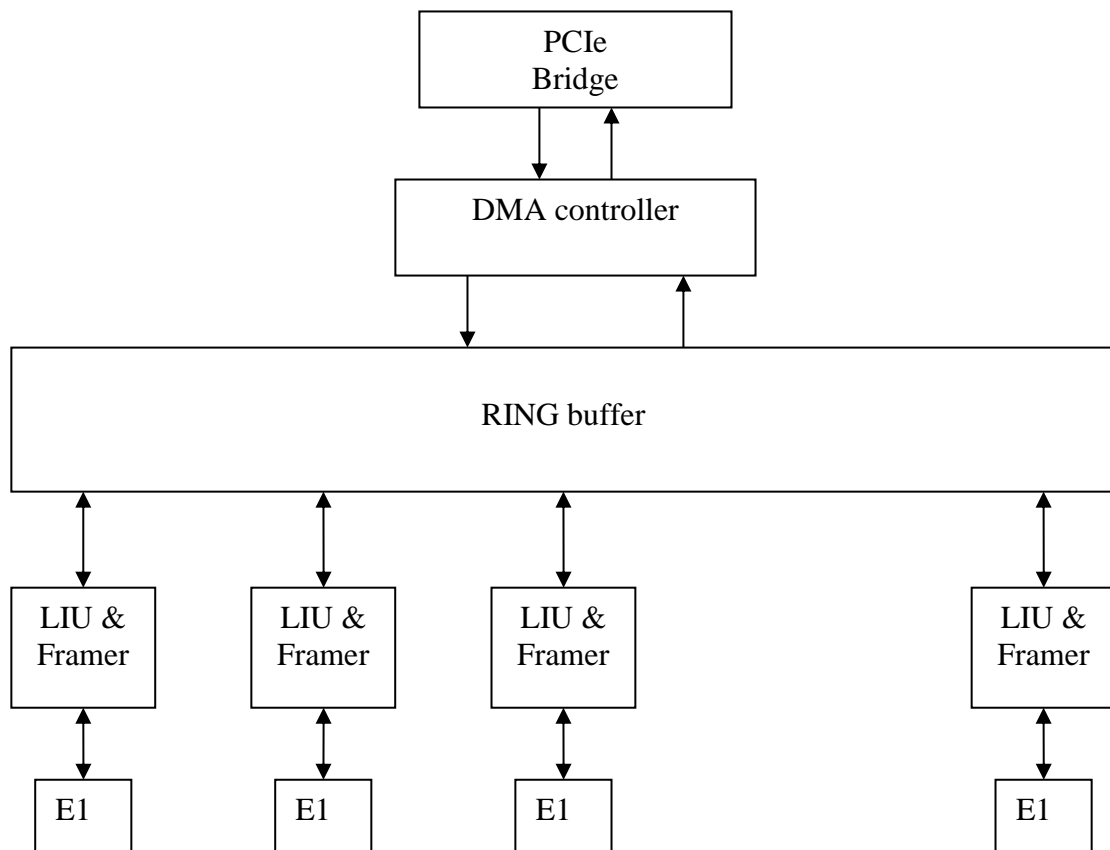 PCIe
Bridge
DMA controller
RING buffer
LIU &
Framer
LIU &
Framer
LIU &
Framer
LIU &
Framer
E1
E1
E1
E1